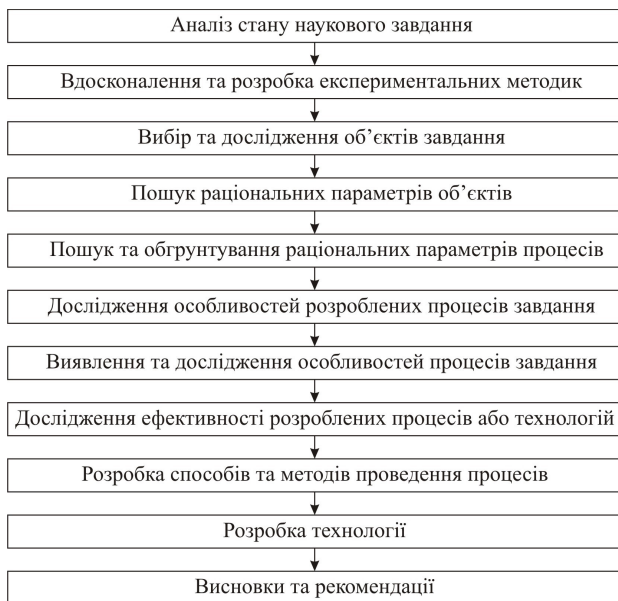 Аналіз стану наукового завдання
Вдосконалення та розробка експериментальних методик
Вибір та дослідження об’єктів завдання
Пошук раціональних параметрів об’єктів
Пошук та обгрунтування раціональних параметрів процесів
Дослідження особливостей розроблених процесів завдання
Виявлення та дослідження особливостей процесів завдання
Дослідження ефективності розроблених процесів або технологій
Розробка способів та методів проведення процесів
Розробка технології
Висновки та рекомендації